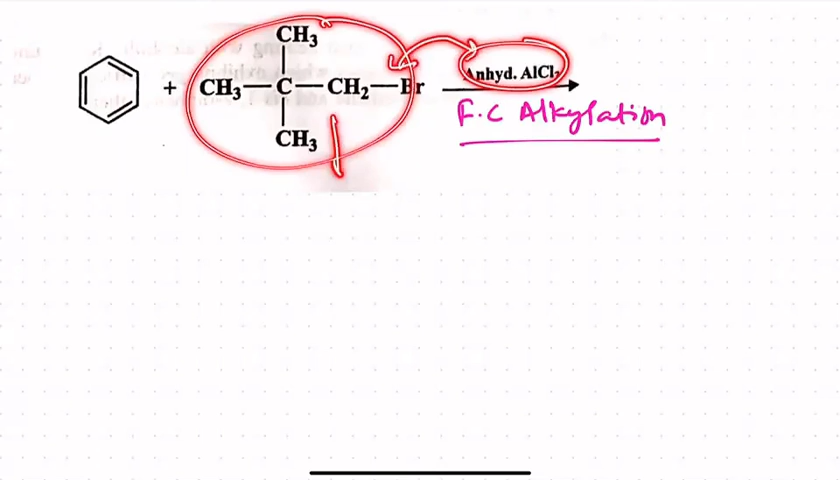 CH₃
+ CH₃—C—CH₂—Br Anhyd. AlCl₃
CH₃
F.C Alkylation